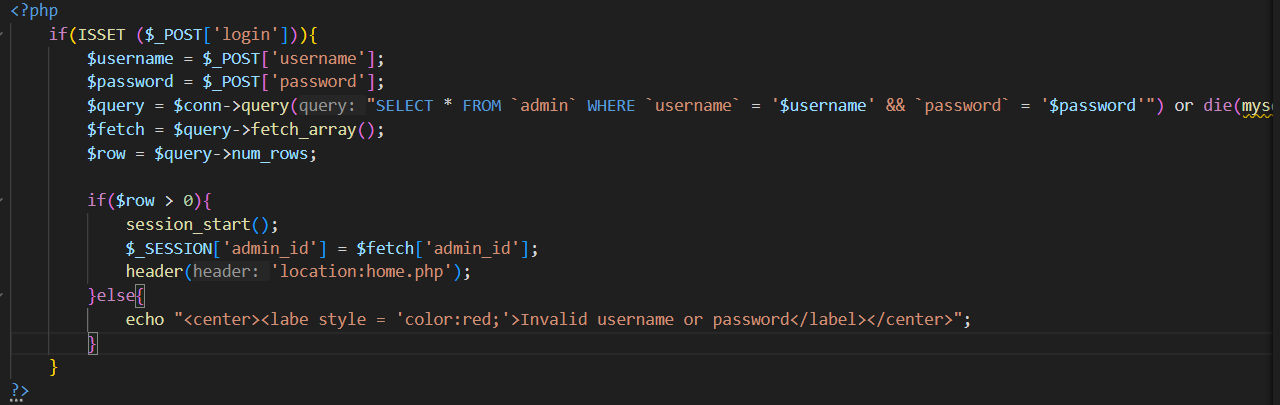 <?php
if(ISSET ($_POST['login'])){
$username = $_POST['username'];
$password = $_POST['password'];
$query = $conn->query(query: "SELECT * FROM `admin` WHERE `username` = '$username' && `password` = '$password'") or die(mys
$fetch = $query->fetch_array();
$row = $query->num_rows;
if($row > 0){
session_start();
$_SESSION['admin_id'] = $fetch['admin_id'];
header(header: 'location:home.php');
}else{
echo "<center><labe style = 'color:red;'>Invalid username or password</label></center>";
}
}
?>